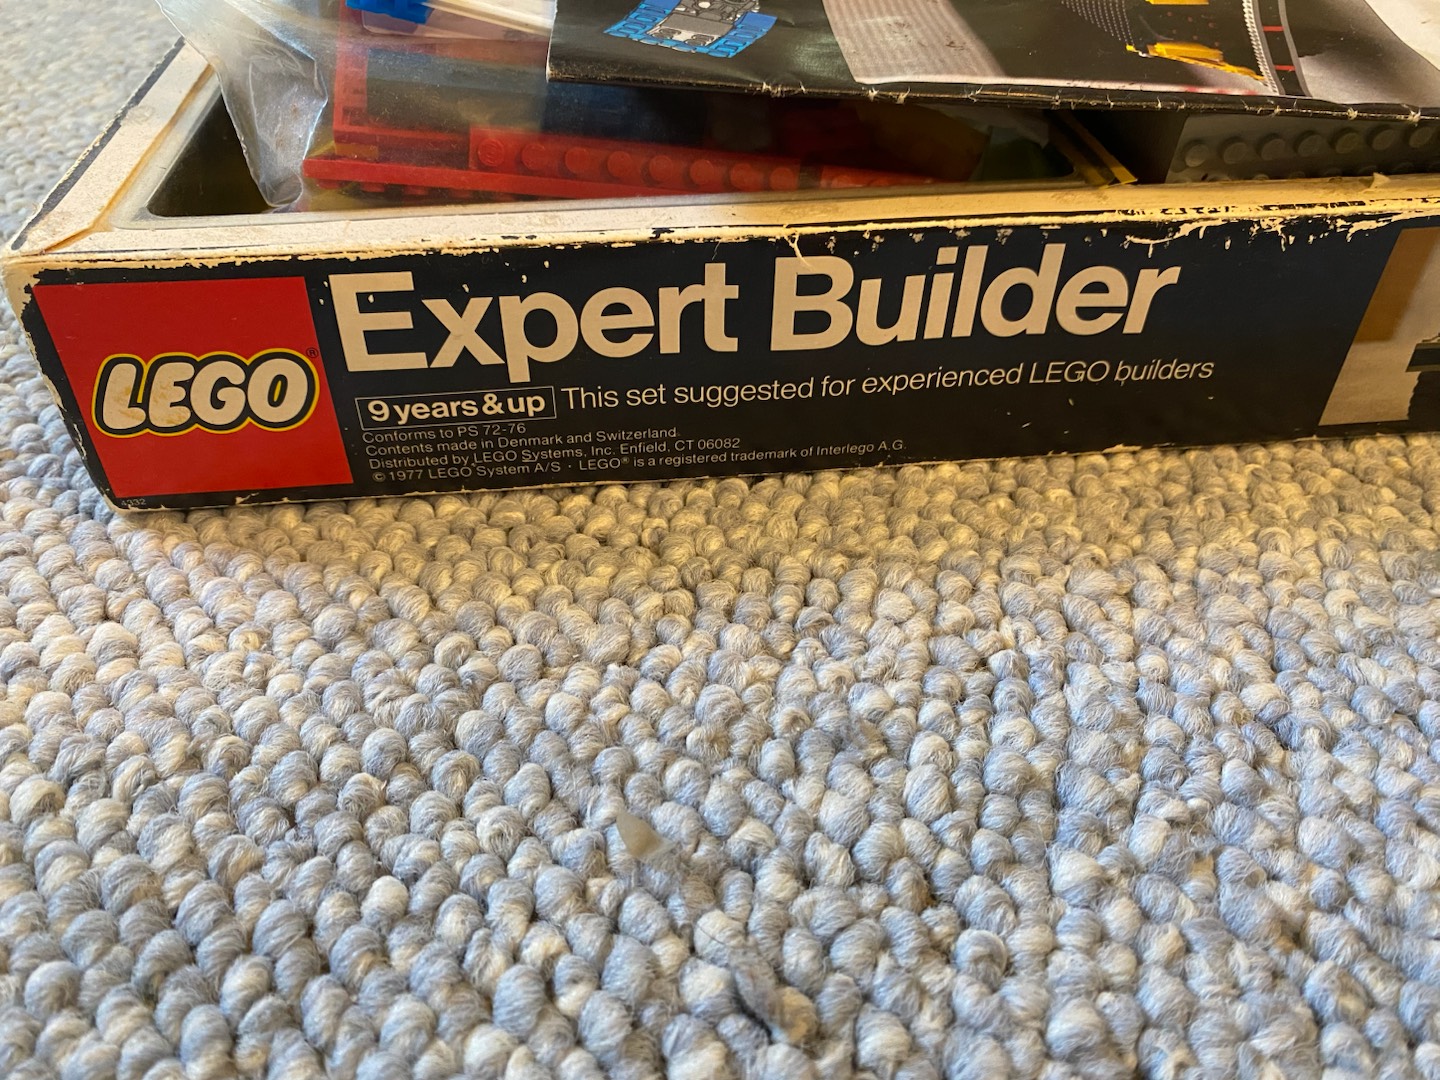 LEGO®
Expert Builder
9 years & up This set suggested for experienced LEGO builders
Conforms to PS 72-76
Contents made in Denmark and Switzerland.
Distributed by LEGO Systems, Inc. Enfield, CT 06082
© 1977 LEGO System A/S · LEGO® is a registered trademark of Interlego A.G.
4332